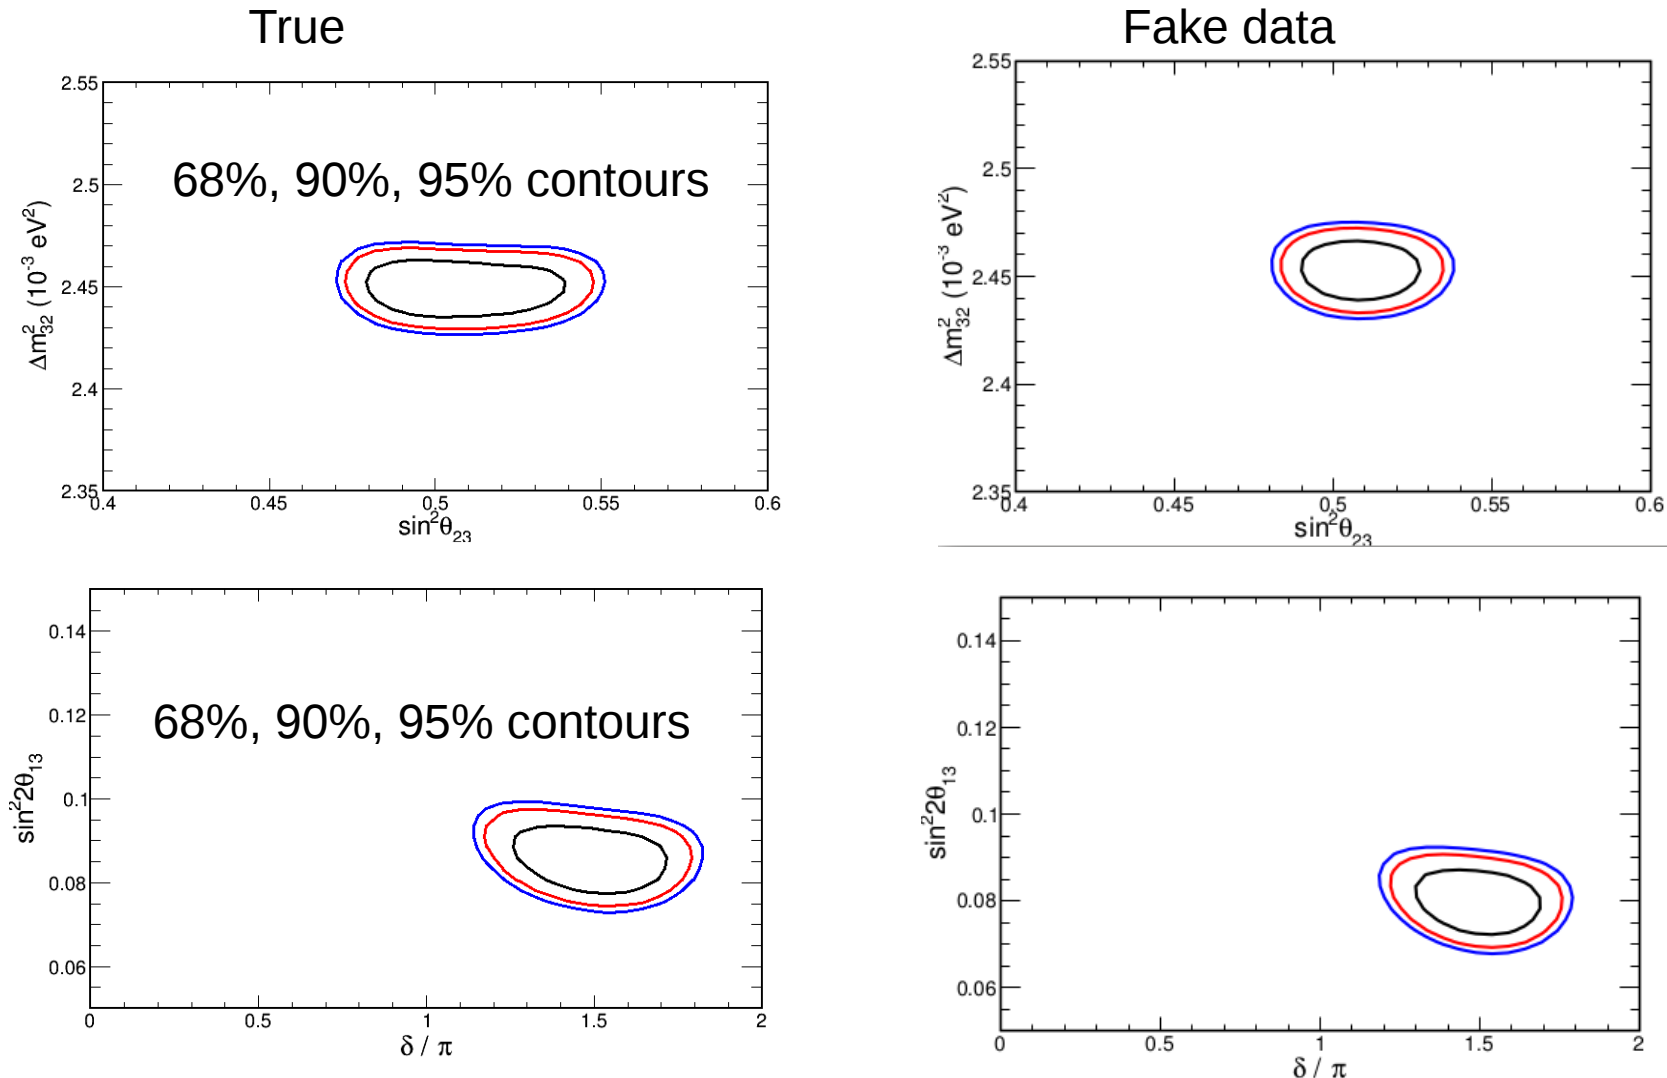 True
Fake data
2.55
2.5
2.45
2.4
2.35
Δm²₃₂ (10⁻³ eV²)
68%, 90%, 95% contours
0.4 0.45 0.5 0.55 0.6
sin²θ₂₃
2.55
2.5
2.45
2.4
2.35
Δm²₃₂ (10⁻³ eV²)
0.4 0.45 0.5 0.55 0.6
sin²θ₂₃
0.14
0.12
0.1
0.08
0.06
sin²2θ₁₃
68%, 90%, 95% contours
0 0.5 1 1.5 2
δ / π
0.14
0.12
0.1
0.08
0.06
sin²2θ₁₃
0 0.5 1 1.5 2
δ / π